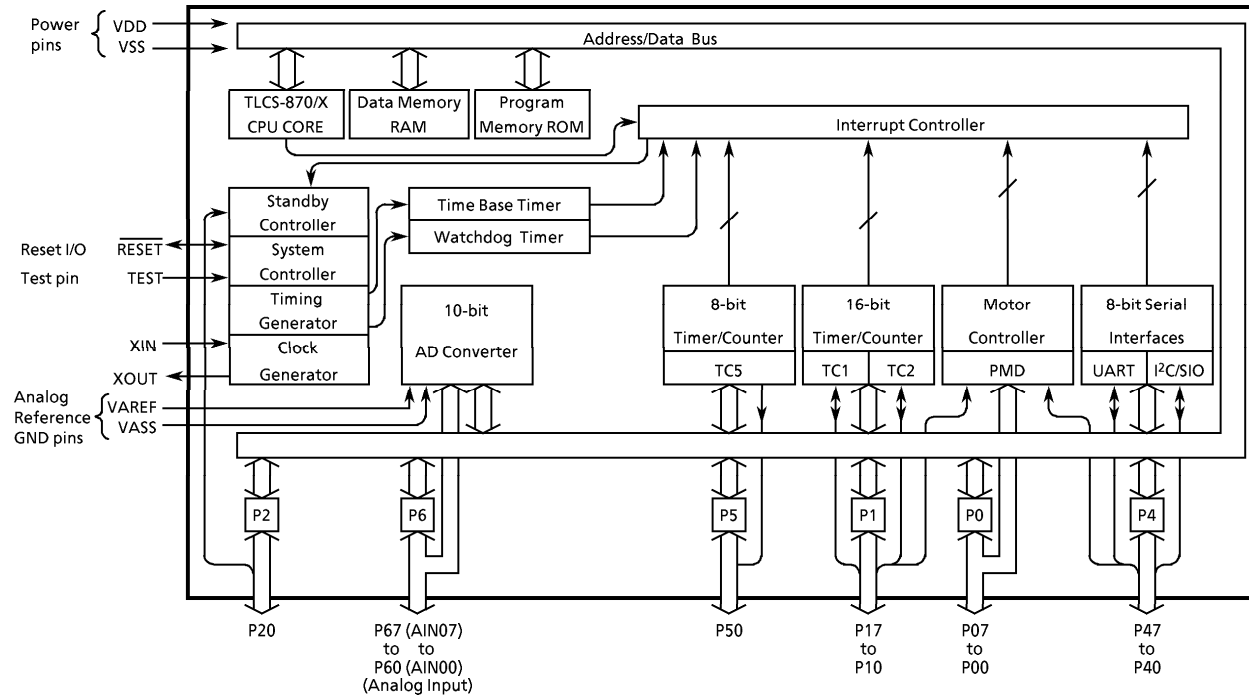 Power
pins
VDD
VSS
Address/Data Bus
TLCS-870/X
CPU CORE
Data Memory
RAM
Program
Memory ROM
Interrupt Controller
Standby
Controller
System
Controller
Timing
Generator
Clock
Generator
Time Base Timer
Watchdog Timer
Reset I/O
RESET
Test pin
TEST
XIN
XOUT
Analog
Reference
GND pins
VAREF
VASS
10-bit
AD Converter
8-bit
Timer/Counter
TC5
16-bit
Timer/Counter
TC1
TC2
Motor
Controller
PMD
8-bit Serial
Interfaces
UART
I²C/SIO
P2
P6
P5
P1
P0
P4
P20
P67 (AIN07)
to to
P60 (AIN00)
(Analog Input)
P50
P17
to
P10
P07
to
P00
P47
to
P40